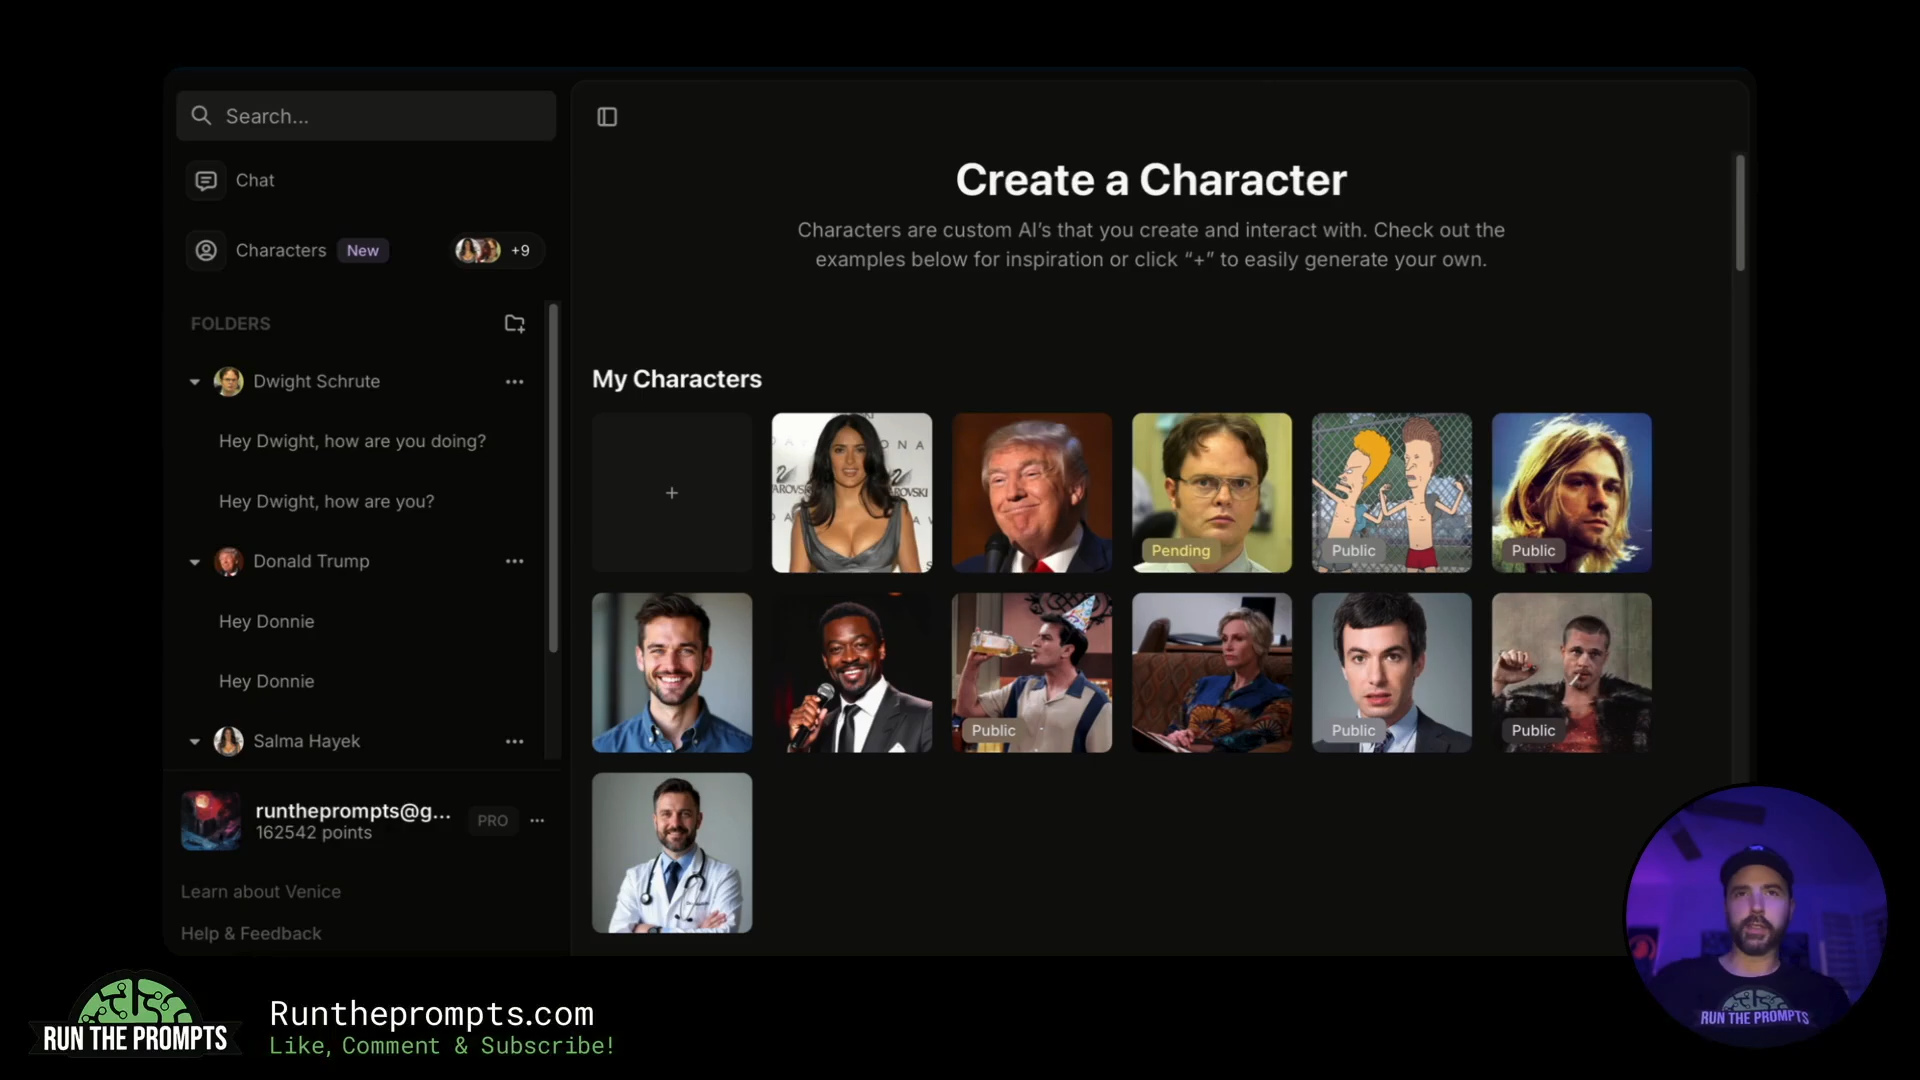 Search...
Chat
Characters
New
+9
FOLDERS
Dwight Schrute
Hey Dwight, how are you doing?
Hey Dwight, how are you?
Donald Trump
Hey Donnie
Hey Donnie
Salma Hayek
runtheprompts@g...
162542 points
PRO
Learn about Venice
Help & Feedback
Create a Character
Characters are custom AI's that you create and interact with. Check out the
examples below for inspiration or click “+” to easily generate your own.
My Characters
+
AROVSKI
ROVSKI
Pending
Public
Public
Public
Public
Public
RUN THE PROMPTS
Runtheprompts.com
Like, Comment & Subscribe!
RUN THE PROMPTS